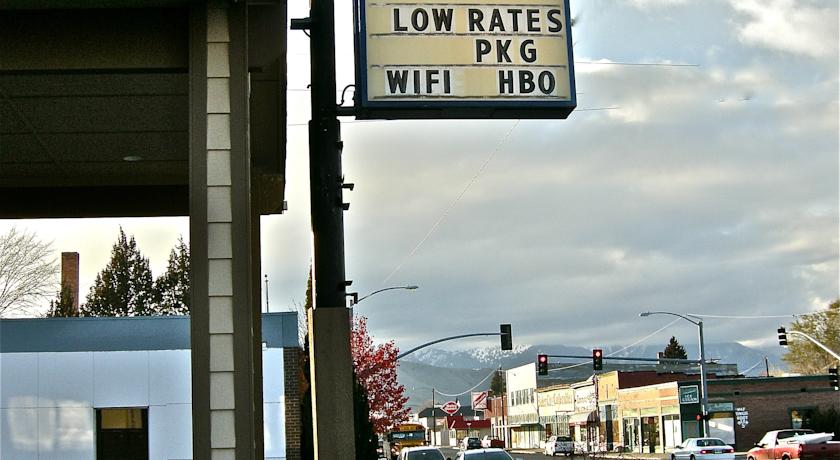 LOW RATES
PKG
WIFI HBO